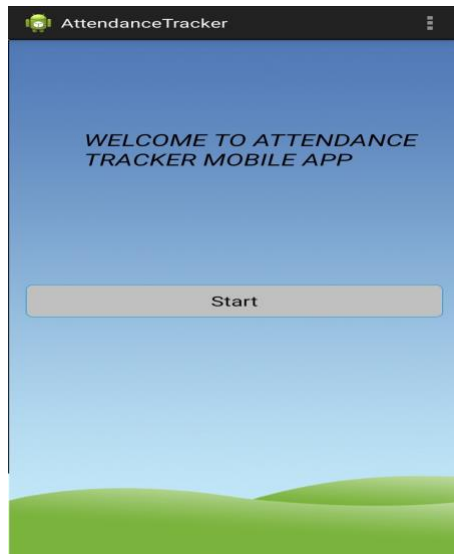 AttendanceTracker
WELCOME TO ATTENDANCE
TRACKER MOBILE APP
Start